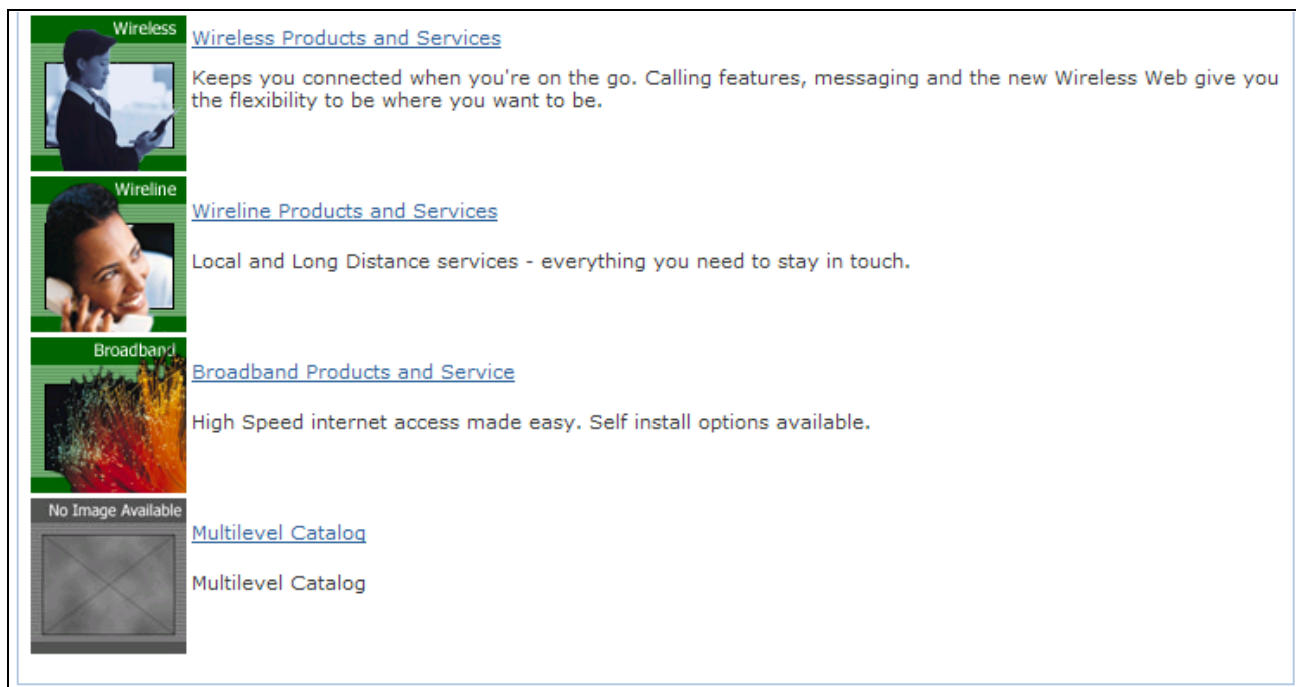 Wireless
Wireless Products and Services
Keeps you connected when you're on the go. Calling features, messaging and the new Wireless Web give you
the flexibility to be where you want to be.
Wireline
Wireline Products and Services
Local and Long Distance services - everything you need to stay in touch.
Broadband
Broadband Products and Service
High Speed internet access made easy. Self install options available.
No Image Available
Multilevel Catalog
Multilevel Catalog